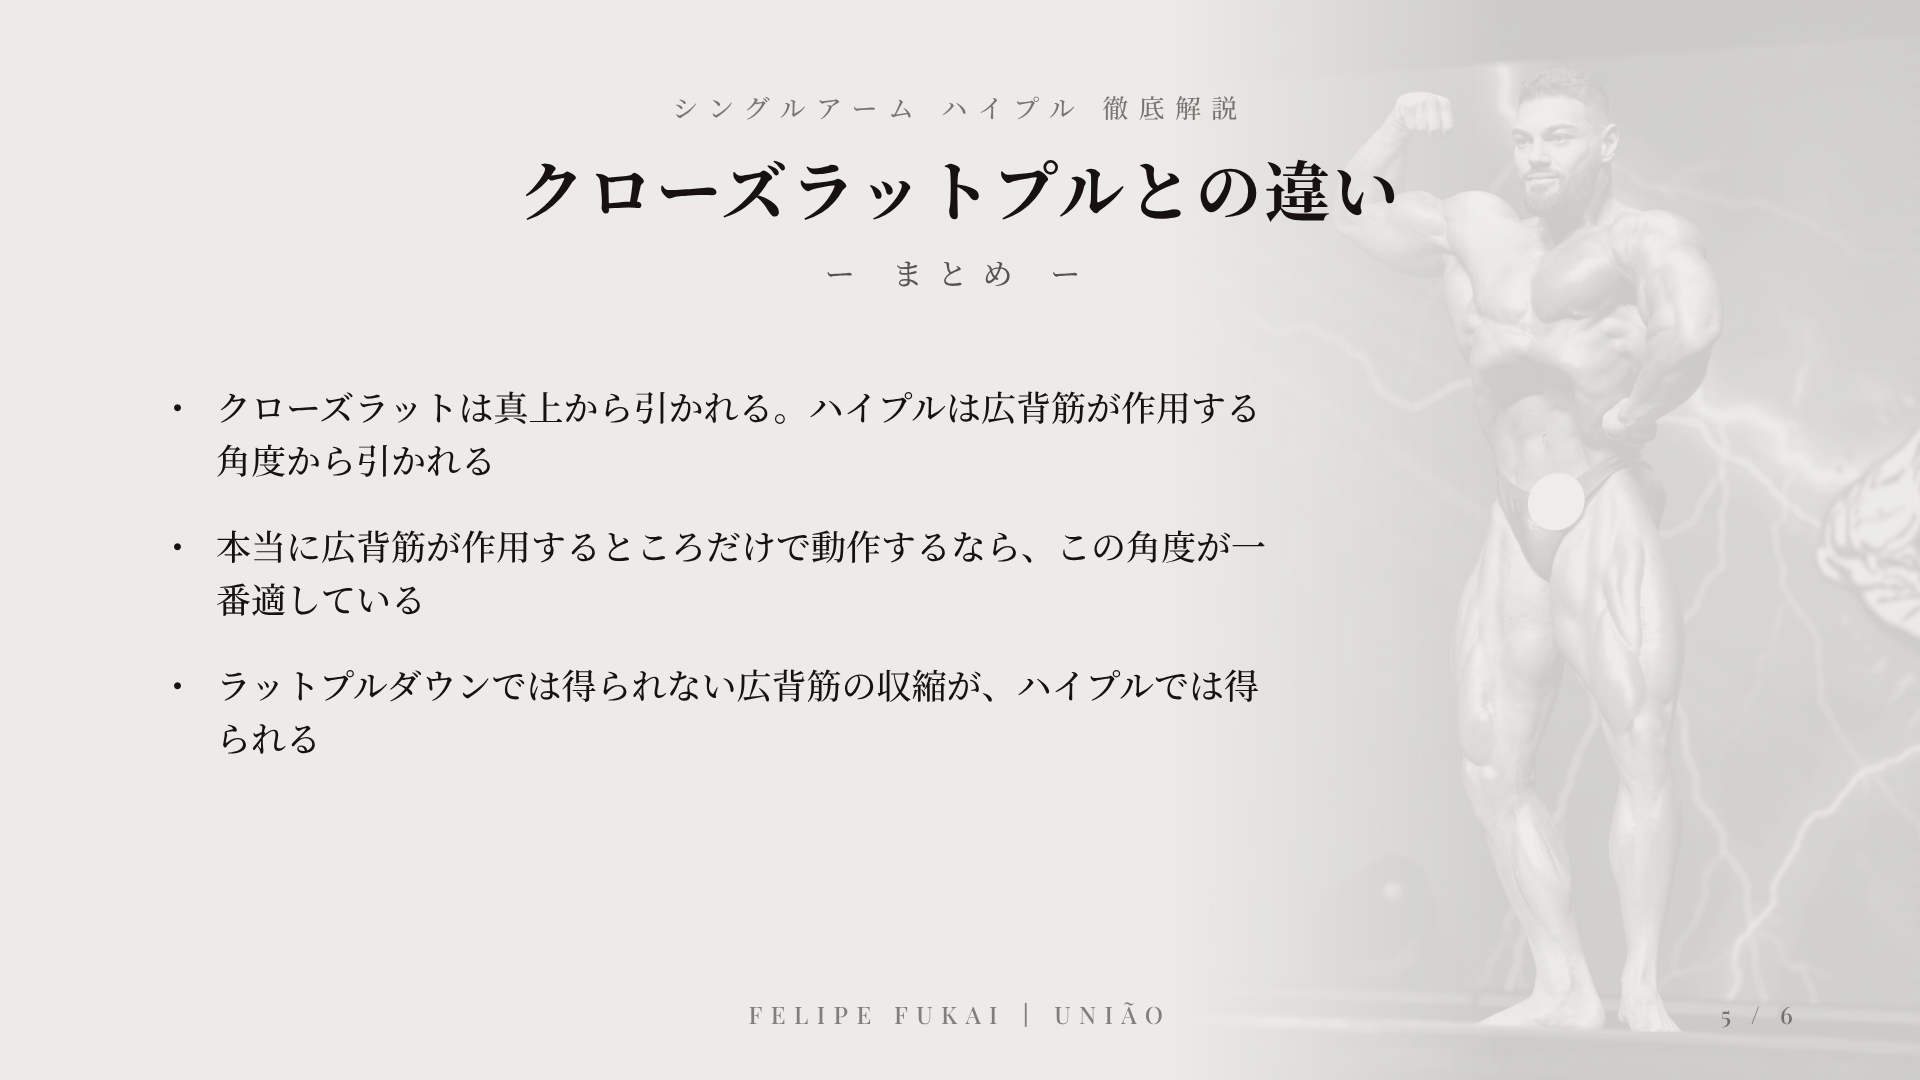 シングルアーム ハイプル 徹底解説
クローズラットプルとの違い
ー まとめ ー
・ クローズラットは真上から引かれる。ハイプルは広背筋が作用する
角度から引かれる
・ 本当に広背筋が作用するところだけで動作するなら、この角度が一
番適している
・ ラットプルダウンでは得られない広背筋の収縮が、ハイプルでは得
られる
FELIPE FUKAI | UNIÃO
5 / 6